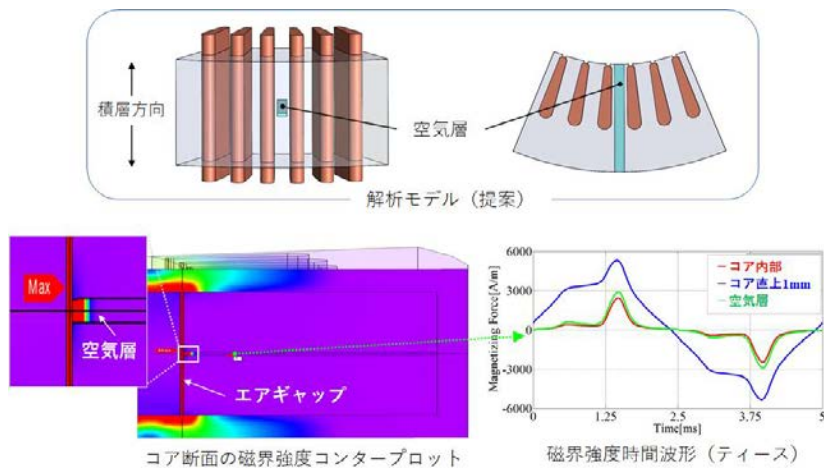 積層方向
空気層
解析モデル（提案）
Max
空気層
エアギャップ
コア断面の磁界強度コンタープロット
Magnetizing Force[A/m]
6000
3000
0
-3000
-6000
コア内部
コア直上1mm
空気層
0
1.25
2.5
3.75
5
Time[ms]
磁界強度時間波形（ティース）